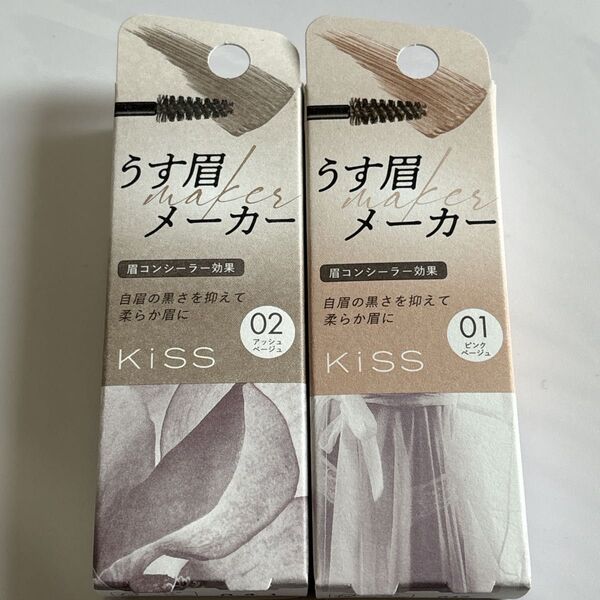 うす眉
maker
メーカー
眉コンシーラー効果
自眉の黒さを抑えて
柔らか眉に
02
アッシュ
ベージュ
KiSS
うす眉
maker
メーカー
眉コンシーラー効果
自眉の黒さを抑えて
柔らか眉に
01
ピンク
ベージュ
KiSS